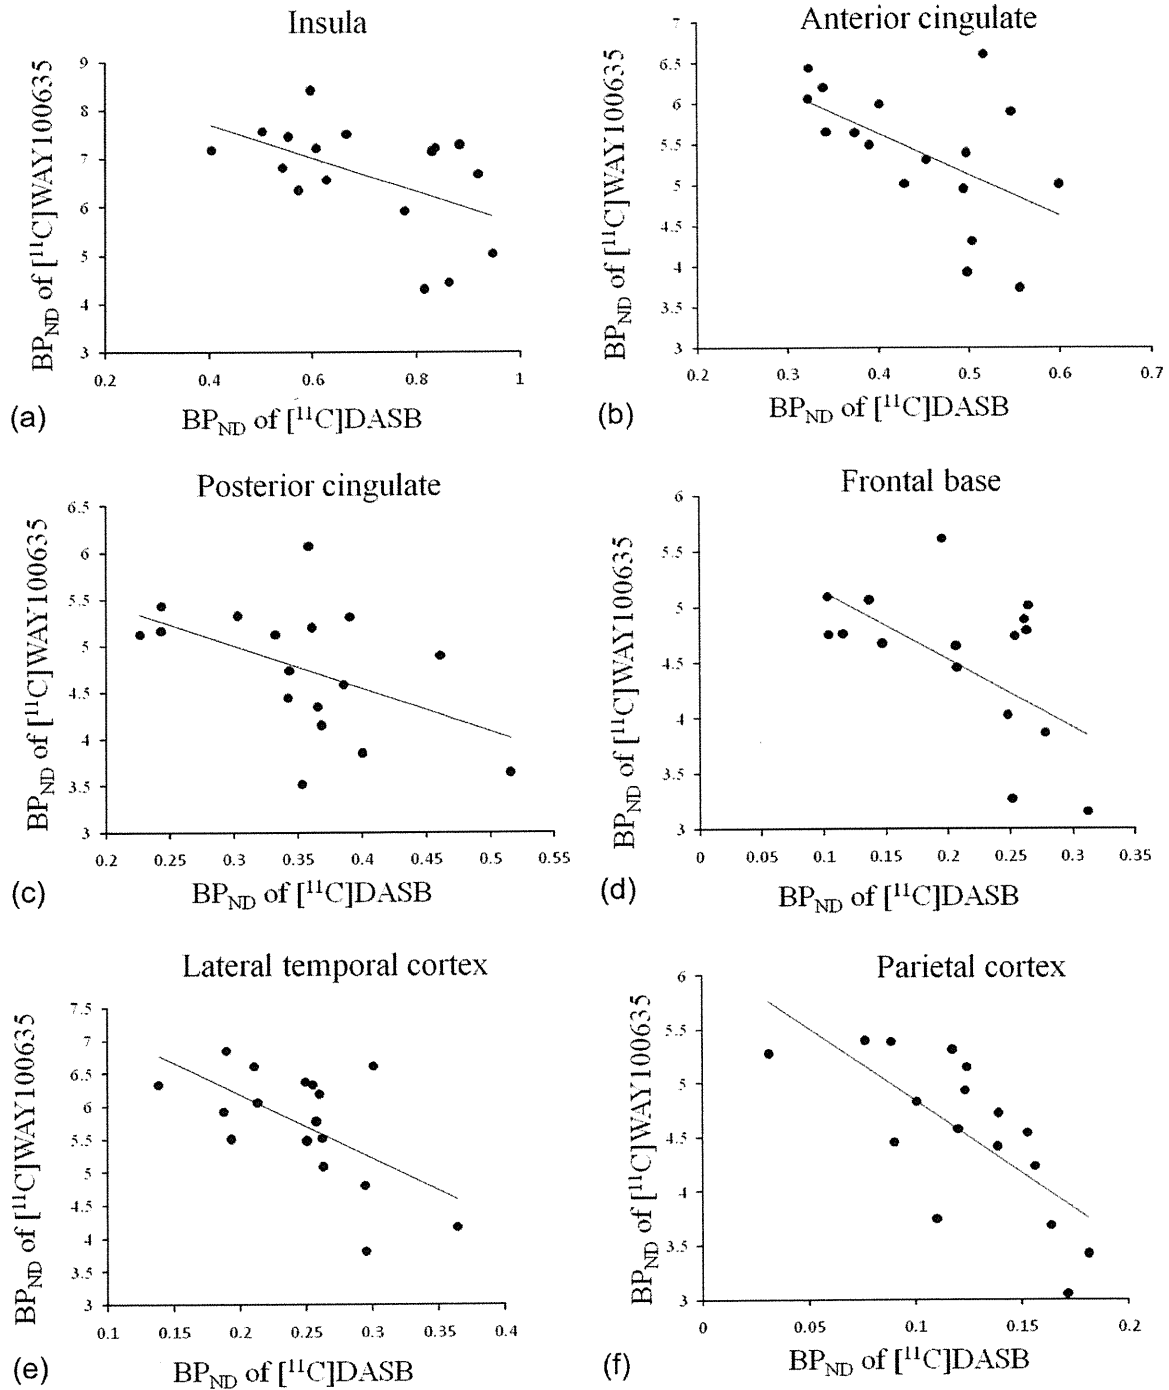 Insula
BP_ND of [¹¹C]WAY100635
9
8
7
6
5
4
3
0.2 0.4 0.6 0.8 1
(a) BP_ND of [¹¹C]DASB
Anterior cingulate
BP_ND of [¹¹C]WAY100635
7
6.5
6
5.5
5
4.5
4
3.5
3
0.2 0.3 0.4 0.5 0.6 0.7
(b) BP_ND of [¹¹C]DASB
Posterior cingulate
BP_ND of [¹¹C]WAY100635
6.5
6
5.5
5
4.5
4
3.5
3
0.2 0.25 0.3 0.35 0.4 0.45 0.5 0.55
(c) BP_ND of [¹¹C]DASB
Frontal base
BP_ND of [¹¹C]WAY100635
6
5.5
5
4.5
4
3.5
3
0 0.05 0.1 0.15 0.2 0.25 0.3 0.35
(d) BP_ND of [¹¹C]DASB
Lateral temporal cortex
BP_ND of [¹¹C]WAY100635
7.5
7
6.5
6
5.5
5
4.5
4
3.5
3
0.1 0.15 0.2 0.25 0.3 0.35 0.4
(e) BP_ND of [¹¹C]DASB
Parietal cortex
BP_ND of [¹¹C]WAY100635
6
5.5
5
4.5
4
3.5
3
0 0.05 0.1 0.15 0.2
(f) BP_ND of [¹¹C]DASB